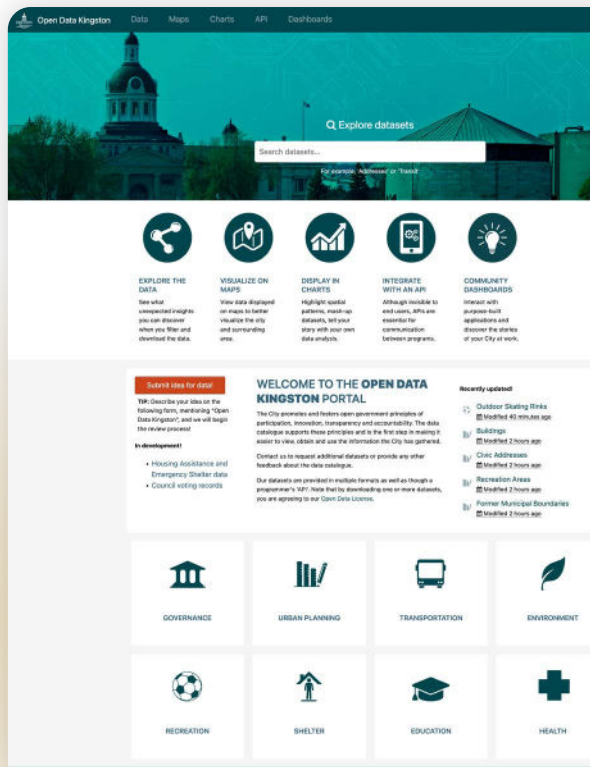 Open Data Kingston Data Maps Charts API Dashboards
Explore datasets
Search datasets...
For example, 'Addresses' or 'Transit'
EXPLORE THE
DATA
See what
unexpected insights
you can discover
when you filter and
download the data.
VISUALIZE ON
MAPS
View data displayed
on maps to better
visualize the city
and surrounding
area.
DISPLAY IN
CHARTS
Highlight spatial
patterns, mash-up
datasets, tell your
story with your own
data analysis.
INTEGRATE
WITH AN API
Although invisible to
end users, APIs are
essential for
communication
between programs.
COMMUNITY
DASHBOARDS
Interact with
purpose-built
applications and
discover the stories
of your City at work.
Submit idea for data!
TIP: Describe your idea on the
following form, mentioning "Open
Data Kingston", and we will begin
the review process!
In development!
• Housing Assistance and
Emergency Shelter data
• Council voting records
WELCOME TO THE OPEN DATA
KINGSTON PORTAL
The City promotes and fosters open government principles of
participation, innovation, transparency and accountability. The data
catalogue supports these principles and is the first step in making it
easier to view, obtain and use the information the City has gathered.
Contact us to request additional datasets or provide any other
feedback about the data catalogue.
Our datasets are provided in multiple formats as well as though a
programmer's 'API'. Note that by downloading one or more datasets,
you are agreeing to our Open Data License.
Recently updated!
Outdoor Skating Rinks
Modified 40 minutes ago
Buildings
Modified 2 hours ago
Civic Addresses
Modified 2 hours ago
Recreation Areas
Modified 2 hours ago
Former Municipal Boundaries
Modified 2 hours ago
GOVERNANCE
URBAN PLANNING
TRANSPORTATION
ENVIRONMENT
RECREATION
SHELTER
EDUCATION
HEALTH